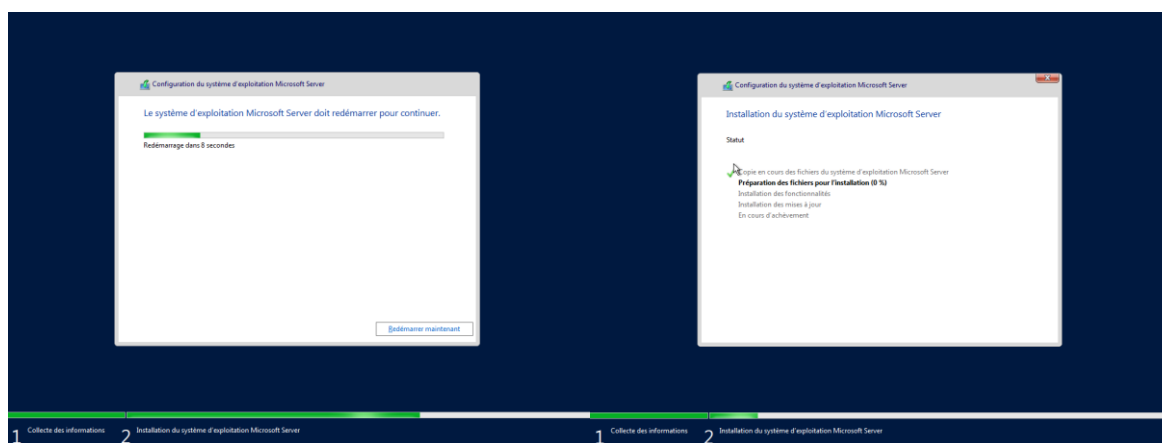 Configuration du système d'exploitation Microsoft Server
Le système d'exploitation Microsoft Server doit redémarrer pour continuer.
Redémarrage dans 8 secondes
Redémarrer maintenant
1 Collecte des informations
2 Installation du système d'exploitation Microsoft Server
Configuration du système d'exploitation Microsoft Server
Installation du système d'exploitation Microsoft Server
Statut
Copie en cours des fichiers du système d'exploitation Microsoft Server
Préparation des fichiers pour l'installation (0 %)
Installation des fonctionnalités
Installation des mises à jour
En cours d'achèvement
1 Collecte des informations
2 Installation du système d'exploitation Microsoft Server